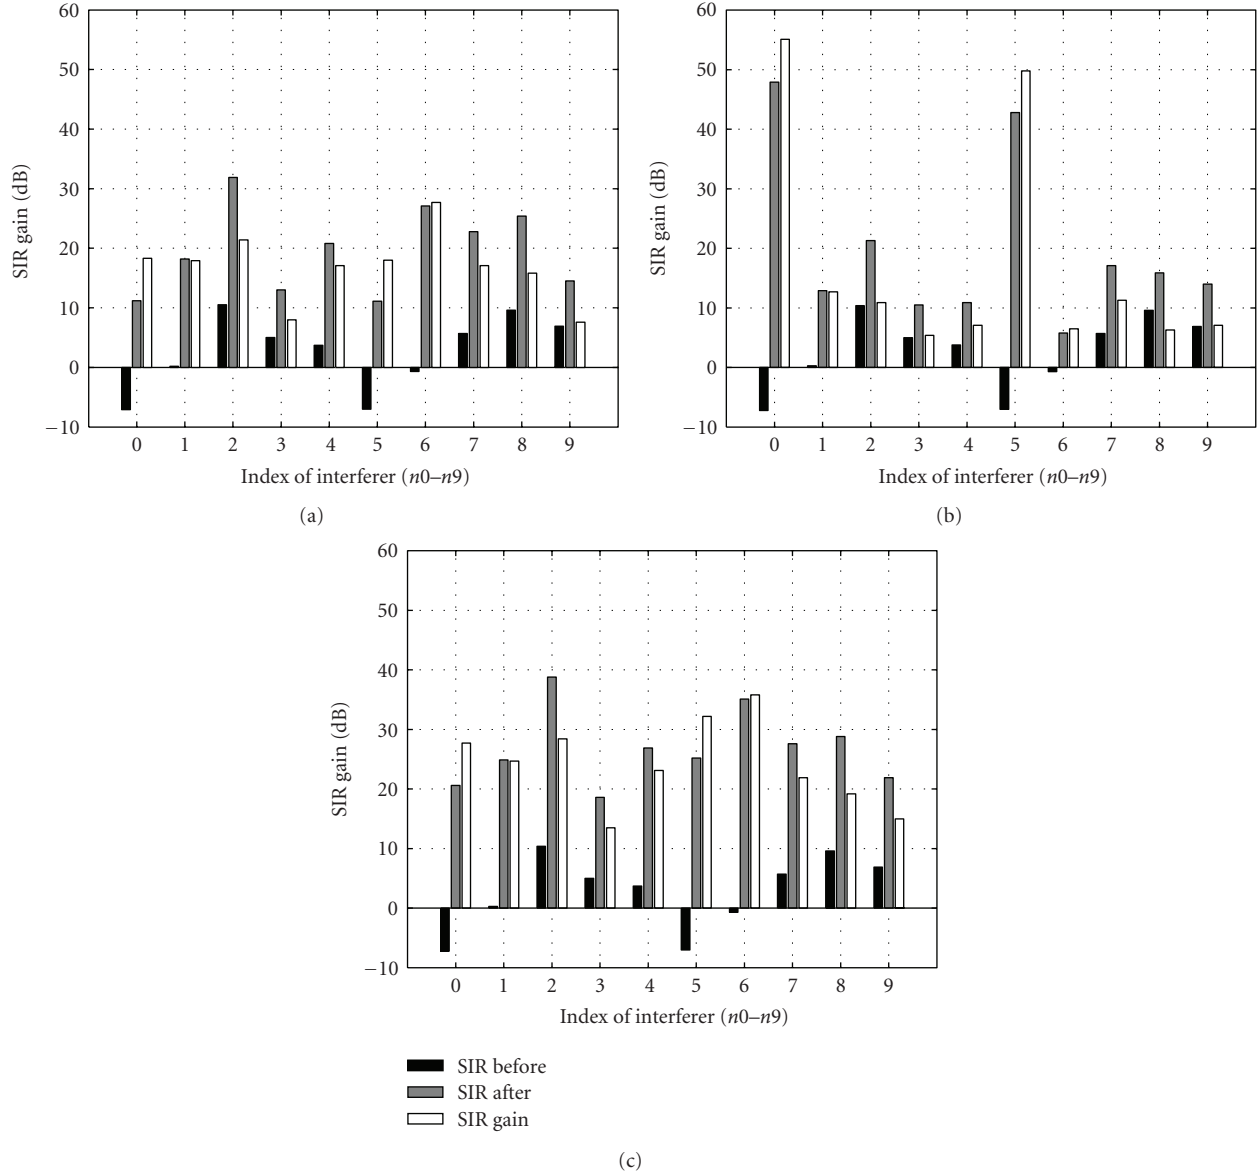 60
50
40
30
20
10
0
−10
SIR gain (dB)
0 1 2 3 4 5 6 7 8 9
Index of interferer (n0–n9)
(a)
60
50
40
30
20
10
0
−10
SIR gain (dB)
0 1 2 3 4 5 6 7 8 9
Index of interferer (n0–n9)
(b)
60
50
40
30
20
10
0
−10
SIR gain (dB)
0 1 2 3 4 5 6 7 8 9
Index of interferer (n0–n9)
SIR before
SIR after
SIR gain
(c)